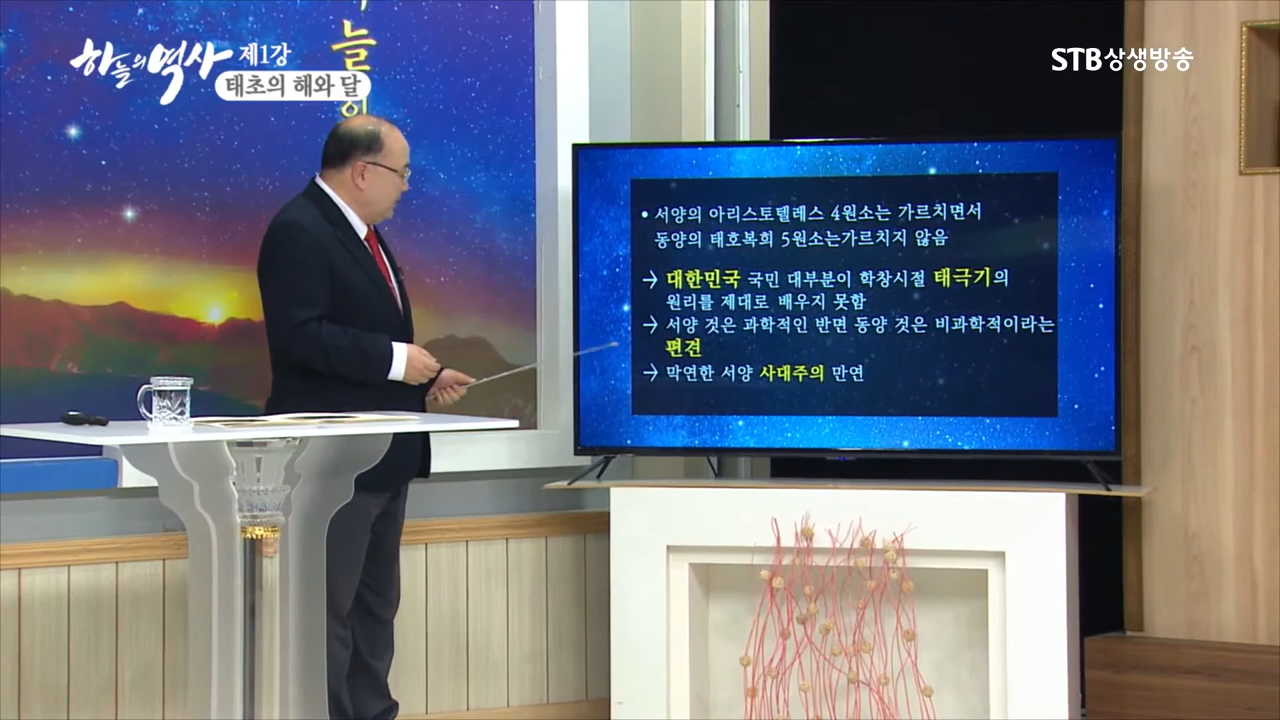 하늘의 역사 제1강
태초의 해와 달
STB상생방송
늘
• 서양의 아리스토텔레스 4원소는 가르치면서
동양의 태호복희 5원소는가르치지 않음
→ 대한민국 국민 대부분이 학창시절 태극기의
원리를 제대로 배우지 못함
→ 서양 것은 과학적인 반면 동양 것은 비과학적이라는
편견
→ 막연한 서양 사대주의 만연